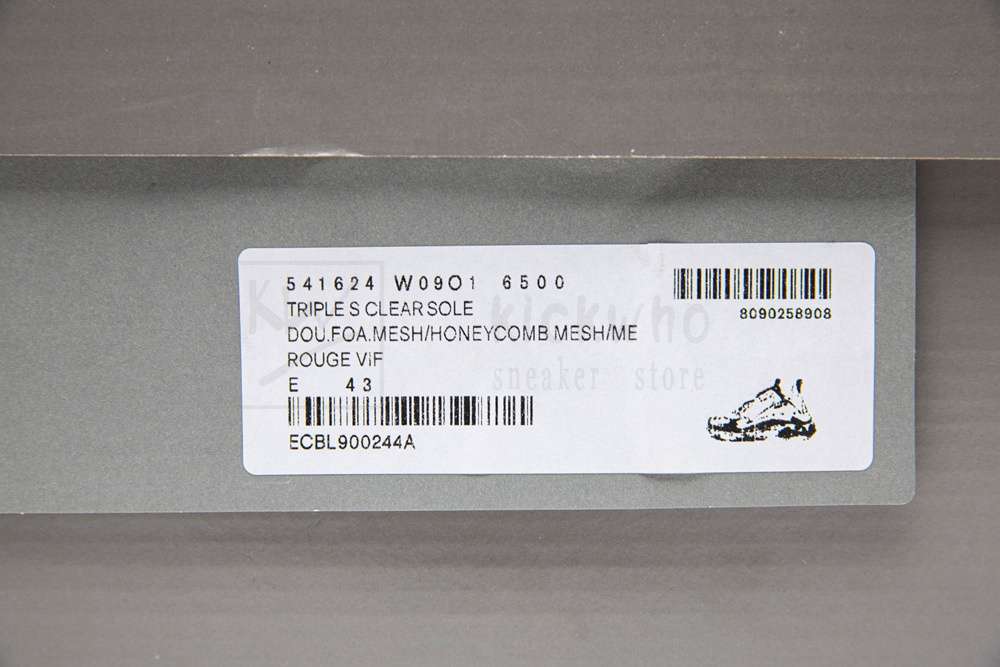 541624 W09O1 6500
TRIPLE S CLEAR SOLE
DOU.FOA.MESH/HONEYCOMB MESH/ME
ROUGE ViF
E 43
ECBL900244A
8090258908
kickwho
sneaker store